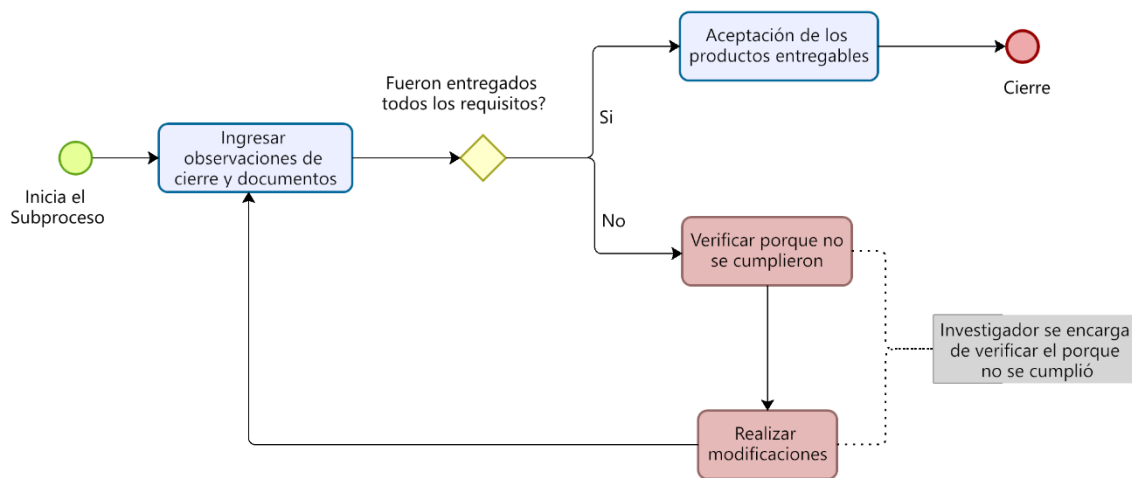 Inicia el
Subproceso
Ingresar
observaciones de
cierre y documentos
Fueron entregados
todos los requisitos?
Si
Aceptación de los
productos entregables
Cierre
No
Verificar porque no
se cumplieron
Investigador se encarga
de verificar el porque
no se cumplió
Realizar
modificaciones